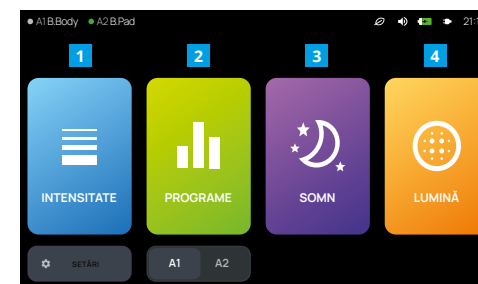 A1 B.Body A2 B.Pad
1 2 3 4
INTENSITATE PROGRAME SOMN LUMINĂ
SETĂRI A1 A2